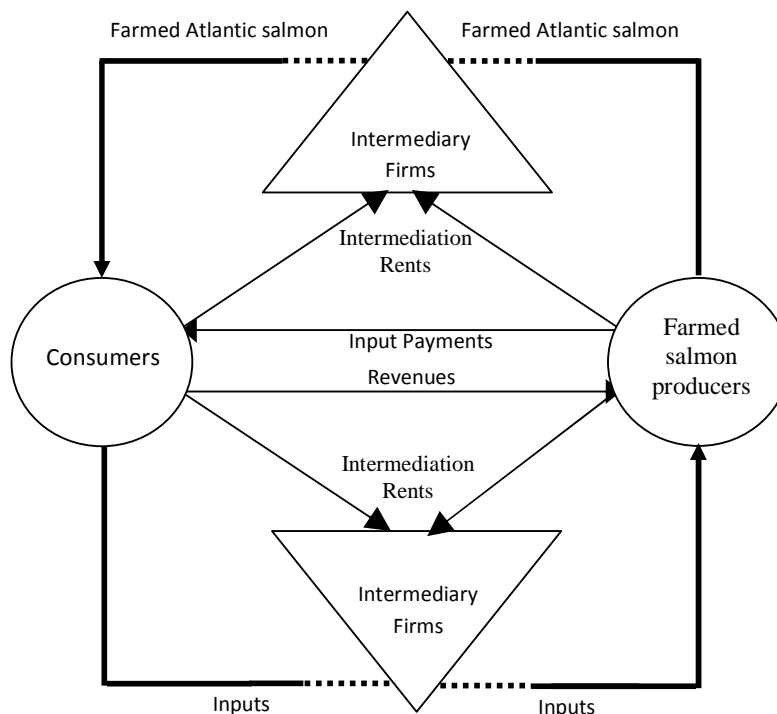 Farmed Atlantic salmon
Farmed Atlantic salmon
Intermediary
Firms
Intermediation
Rents
Consumers
Input Payments
Revenues
Farmed
salmon
producers
Intermediation
Rents
Intermediary
Firms
Inputs
Inputs